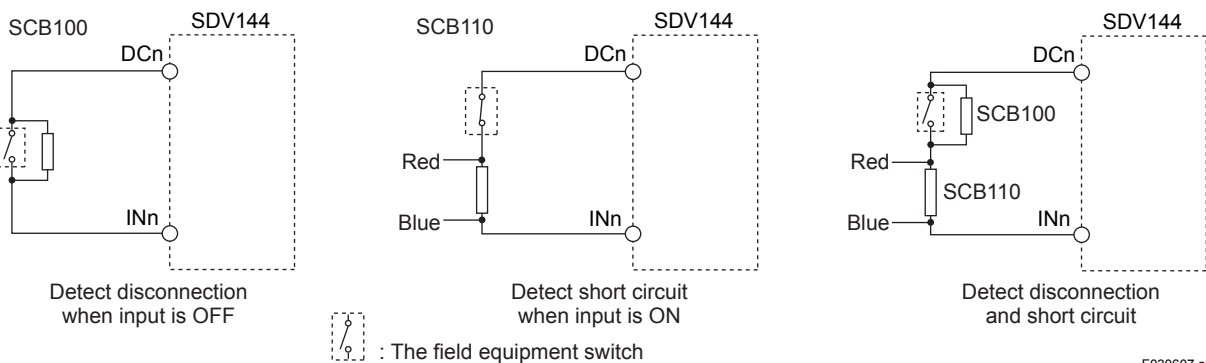 SCB100
SDV144
DCn
INn
Detect disconnection
when input is OFF
SCB110
SDV144
DCn
Red
Blue
INn
Detect short circuit
when input is ON
SDV144
DCn
SCB100
Red
SCB110
Blue
INn
Detect disconnection
and short circuit
: The field equipment switch